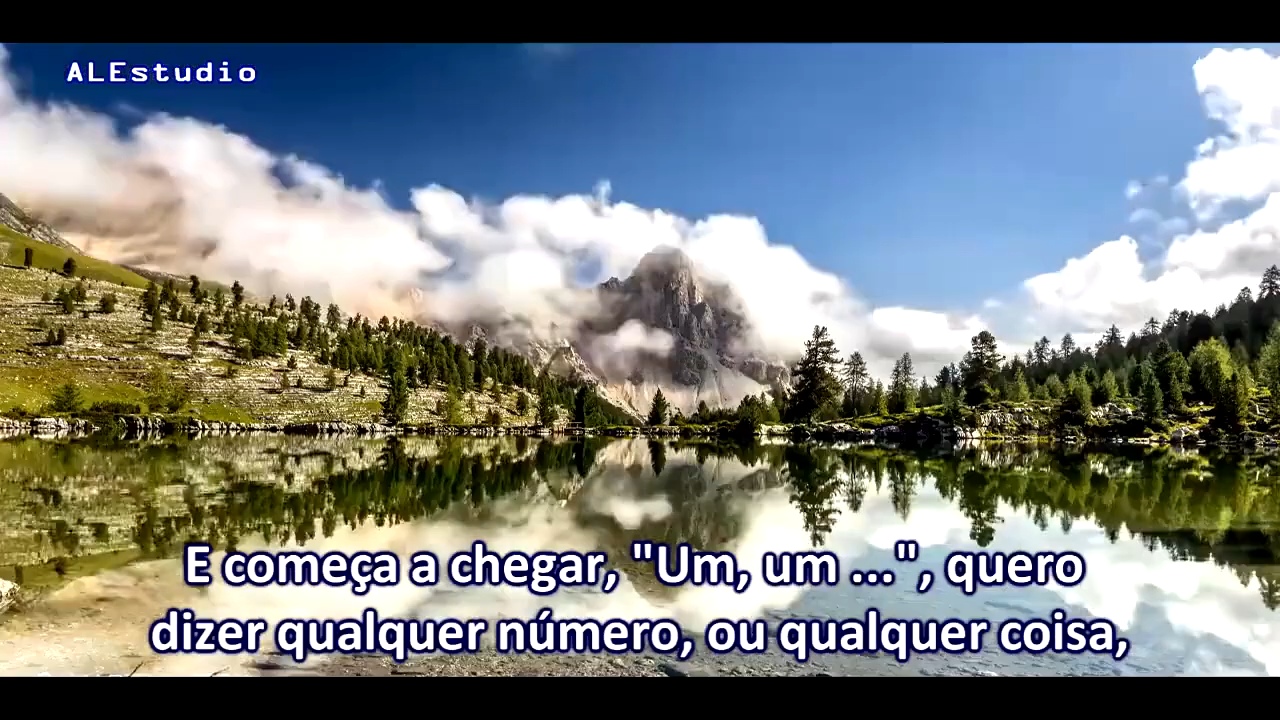 ALEstudio
E começa a chegar, "Um, um ...", quero
dizer qualquer número, ou qualquer coisa,